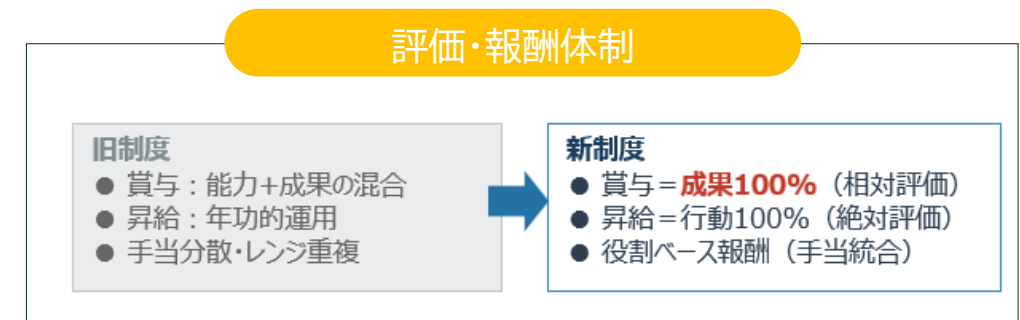 評価・報酬体制
旧制度
● 賞与：能力+成果の混合
● 昇給：年功的運用
● 手当分散・レンジ重複
新制度
● 賞与＝成果100%（相対評価）
● 昇給＝行動100%（絶対評価）
● 役割ベース報酬（手当統合）